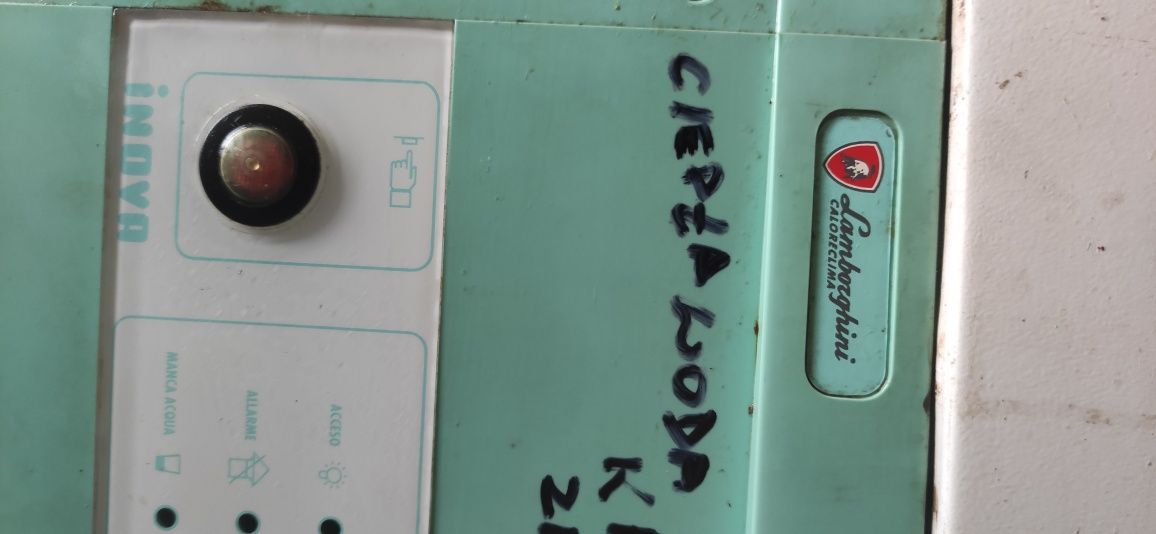 Lamborghini
CALORECLIMA
CIEPŁA WODA
iNOVA
ACCESO
ALLARME
MANCA ACQUA